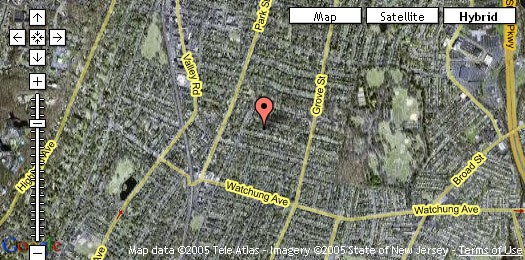 Map Satellite Hybrid
Park St
Pkwy
Valley Rd
Grove St
Broad St
Watchung Ave
Watchung Ave
Ave
Ave
Google
Map data ©2005 Tele Atlas - Imagery ©2005 State of New Jersey - Terms of Use